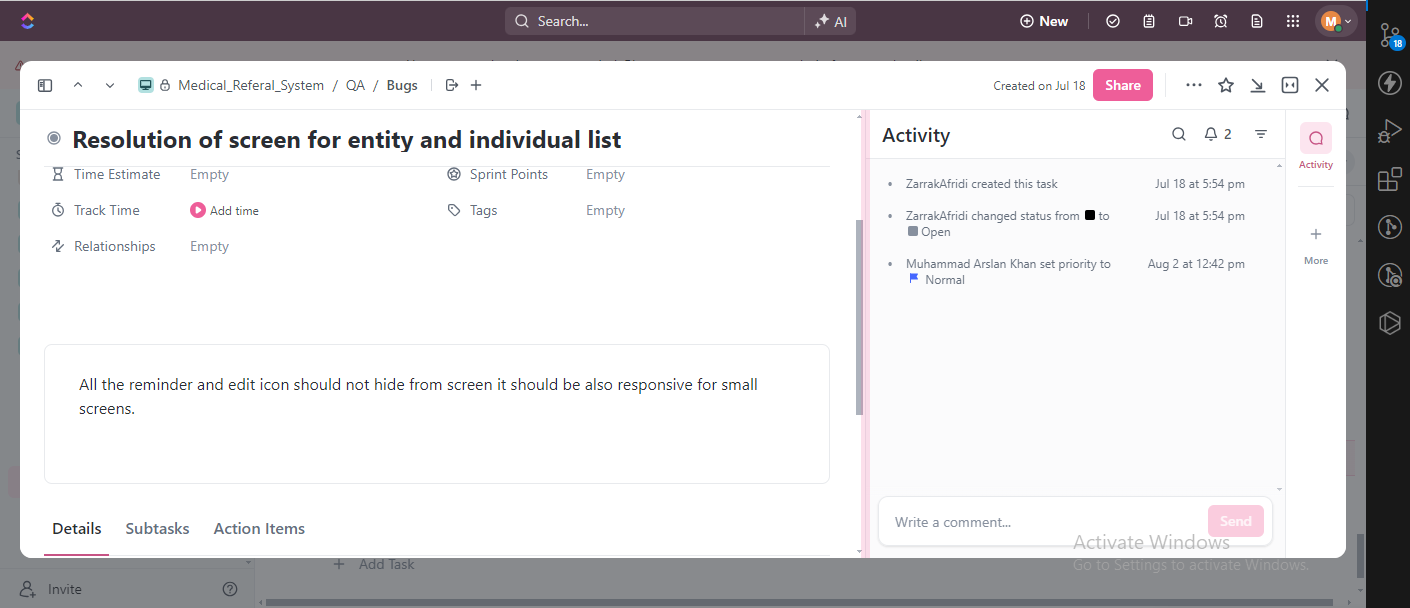 Search...
AI
New
M
18
Medical_Referal_System / QA / Bugs
Created on Jul 18
Share
Resolution of screen for entity and individual list
Time Estimate
Empty
Sprint Points
Empty
Track Time
Add time
Tags
Empty
Relationships
Empty
All the reminder and edit icon should not hide from screen it should be also responsive for small
screens.
Details
Subtasks
Action Items
Activity
2
ZarrakAfridi created this task
Jul 18 at 5:54 pm
ZarrakAfridi changed status from to
Open
Jul 18 at 5:54 pm
Muhammad Arslan Khan set priority to
Normal
Aug 2 at 12:42 pm
Write a comment...
Send
Activity
More
Activate Windows
Go to Settings to activate Windows.
Add Task
Invite